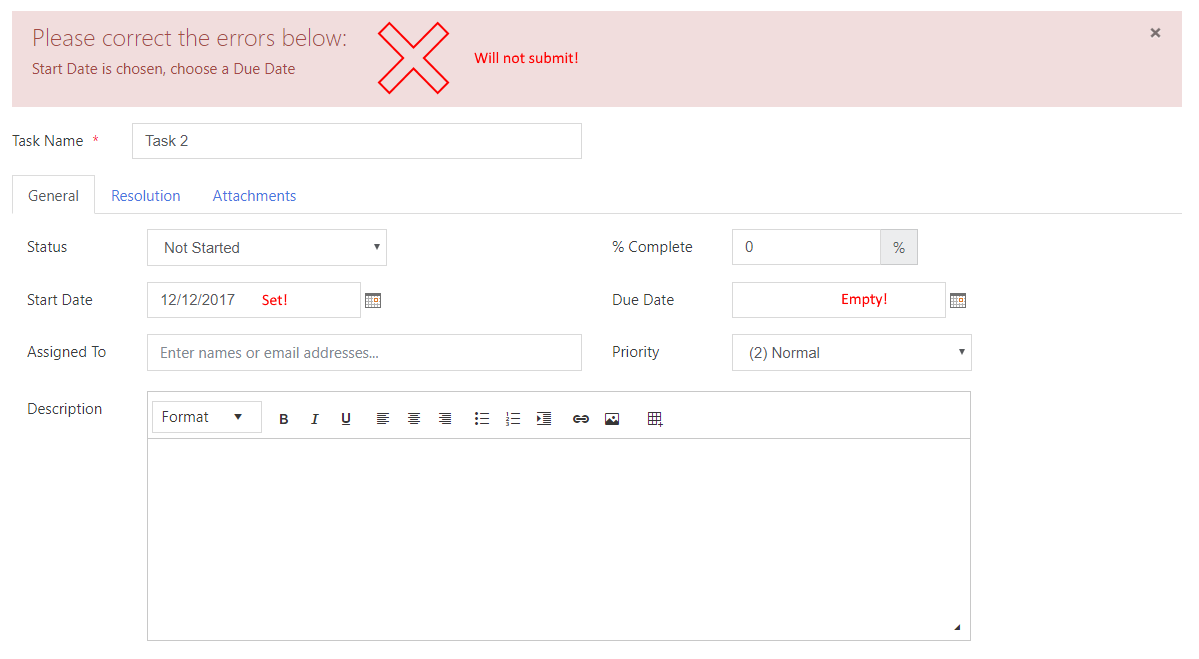 Please correct the errors below:
Start Date is chosen, choose a Due Date
Will not submit!
×
Task Name *
Task 2
General
Resolution
Attachments
Status
Not Started
% Complete
0
%
Start Date
12/12/2017
Set!
Due Date
Empty!
Assigned To
Enter names or email addresses...
Priority
(2) Normal
Description
Format
B
I
U